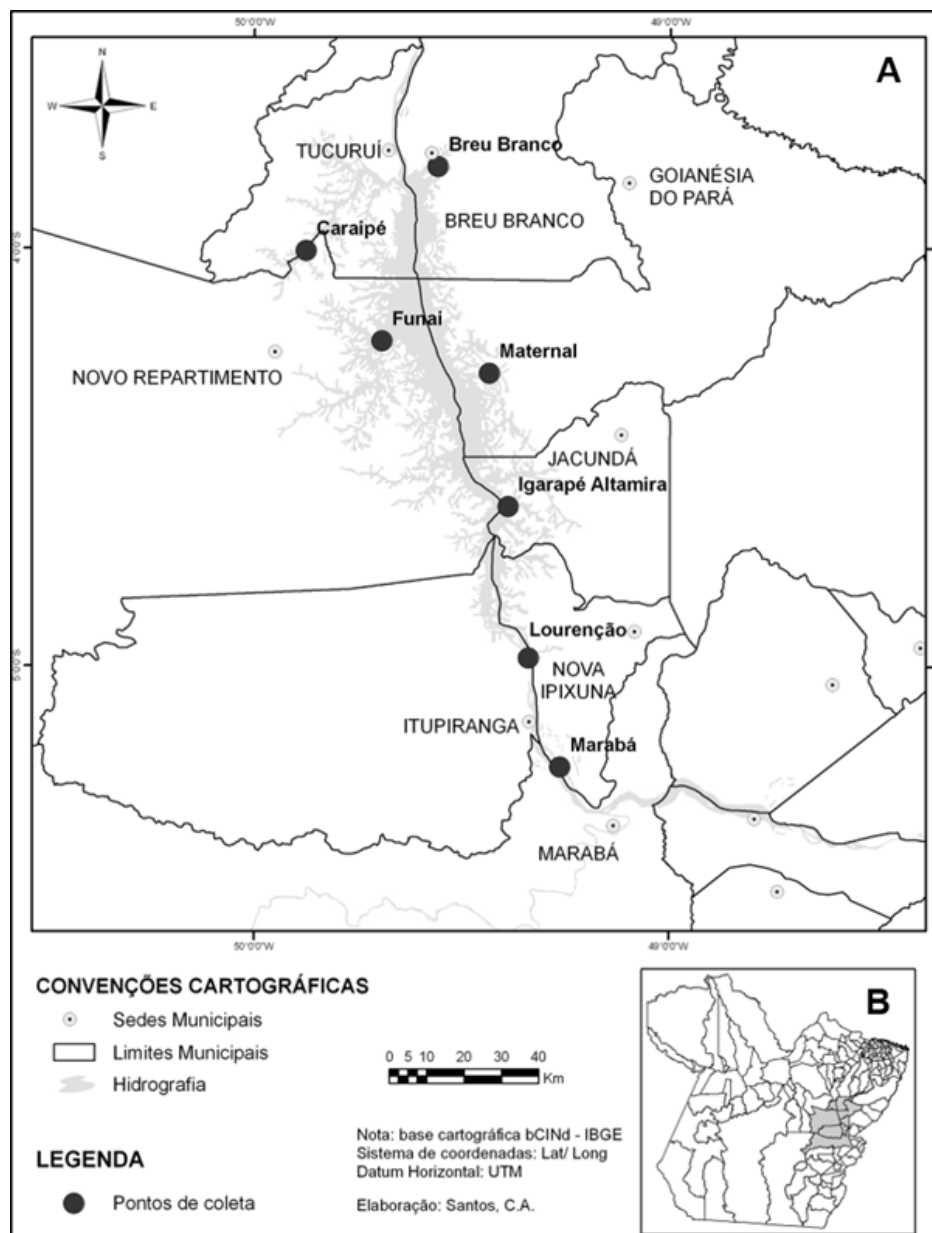 50°0'0"W
49°0'0"W
A
N
W
E
S
TUCURUÍ
Breu Branco
GOIANÉSIA
DO PARÁ
BREU BRANCO
Caraipé
4°0'0"S
Funai
Maternal
NOVO REPARTIMENTO
JACUNDÁ
Igarapé Altamira
Lourenção
5°0'0"S
NOVA
IPIXUNA
ITUPIRANGA
Marabá
MARABÁ
50°0'0"W
49°0'0"W
CONVENÇÕES CARTOGRÁFICAS
Sedes Municipais
Limites Municipais
Hidrografia
0 5 10 20 30 40
Km
Nota: base cartográfica bCINd - IBGE
Sistema de coordenadas: Lat/ Long
Datum Horizontal: UTM
Elaboração: Santos, C.A.
LEGENDA
Pontos de coleta
B